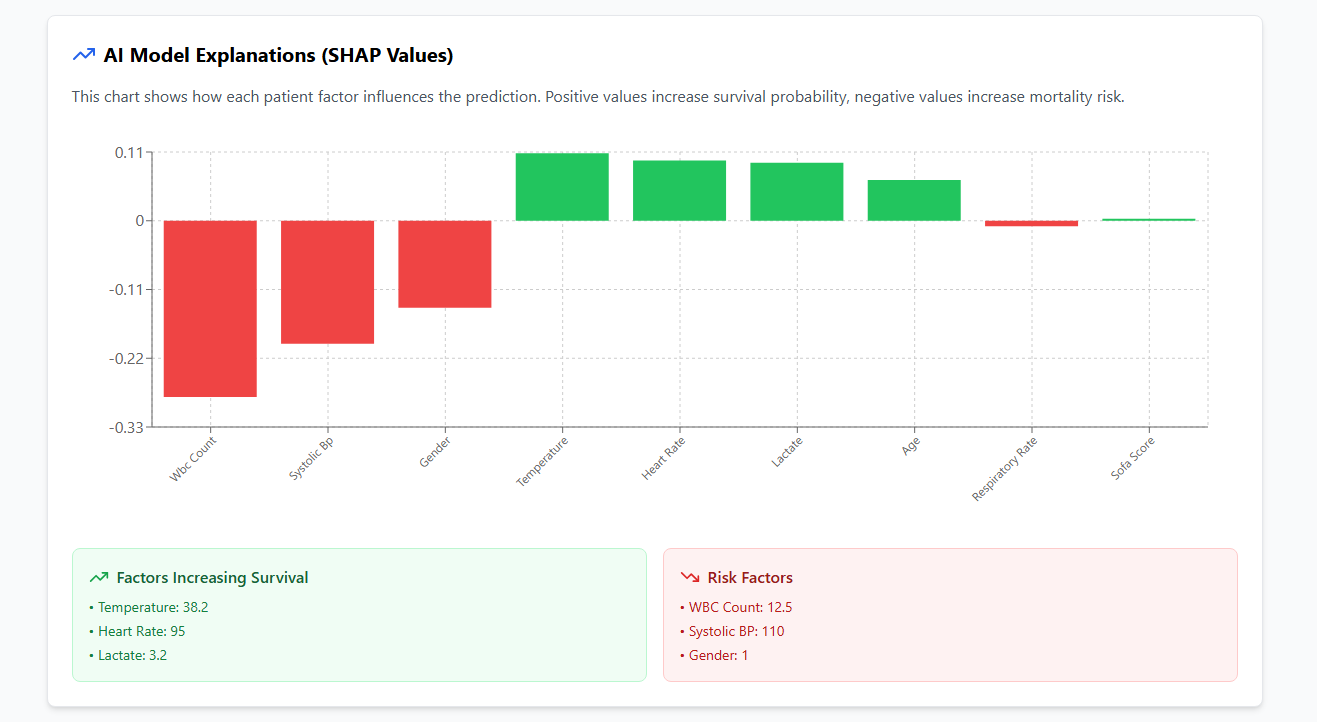 AI Model Explanations (SHAP Values)
This chart shows how each patient factor influences the prediction. Positive values increase survival probability, negative values increase mortality risk.
0.11
0
-0.11
-0.22
-0.33
Wbc Count
Systolic Bp
Gender
Temperature
Heart Rate
Lactate
Age
Respiratory Rate
Sofa Score
Factors Increasing Survival
• Temperature: 38.2
• Heart Rate: 95
• Lactate: 3.2
Risk Factors
• WBC Count: 12.5
• Systolic BP: 110
• Gender: 1